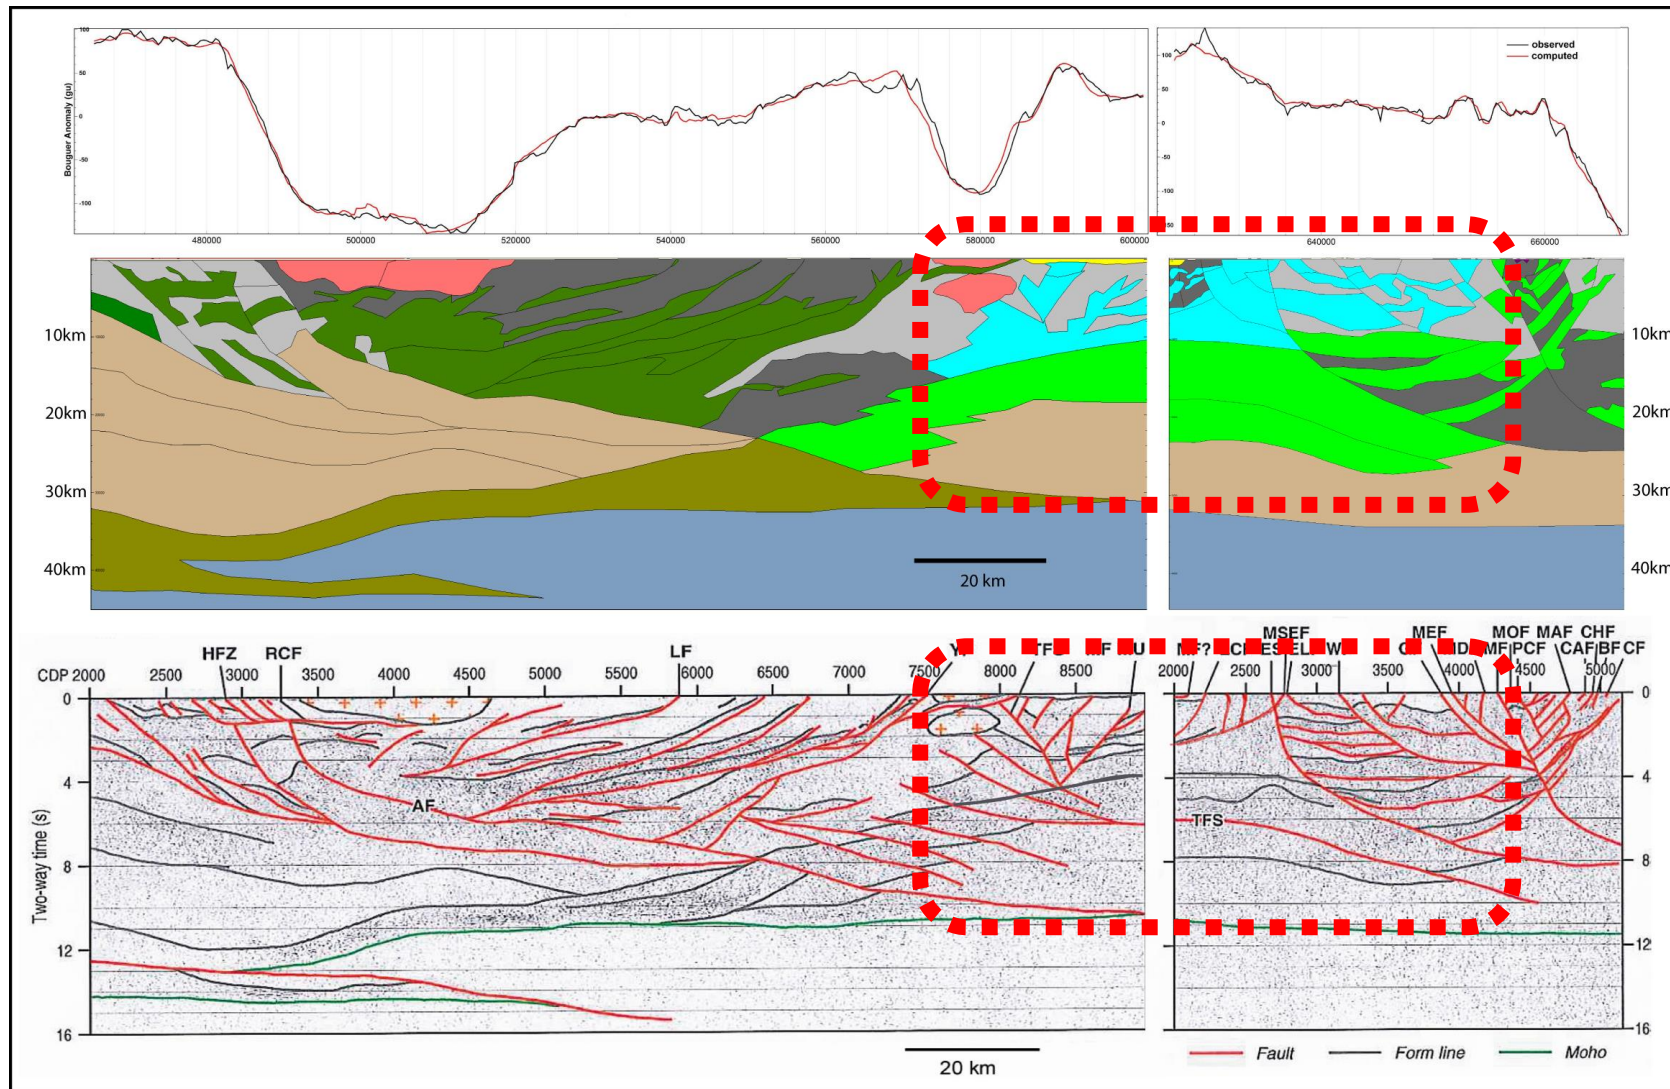 100
50
0
-50
-100
Bouguer Anomaly (gu)
480000 500000 520000 540000 560000 580000 600000
100
50
0
-50
-100
observed
computed
640000 660000
10km 10km
20km 20km
30km 30km
40km 40km
20 km
MSEF MEF MOF MAF CHF
HFZ RCF LF CAF BF CF
CDP 2000 2500 3000 3500 4000 4500 5000 5500 6000 6500 7000 7500 8000 8500 2000 2500 3000 3500 4000 4500 5000
0 0
4 4
AF
TFS
8 8
12 12
16 16
Two-way time (s)
Fault Form line Moho
20 km